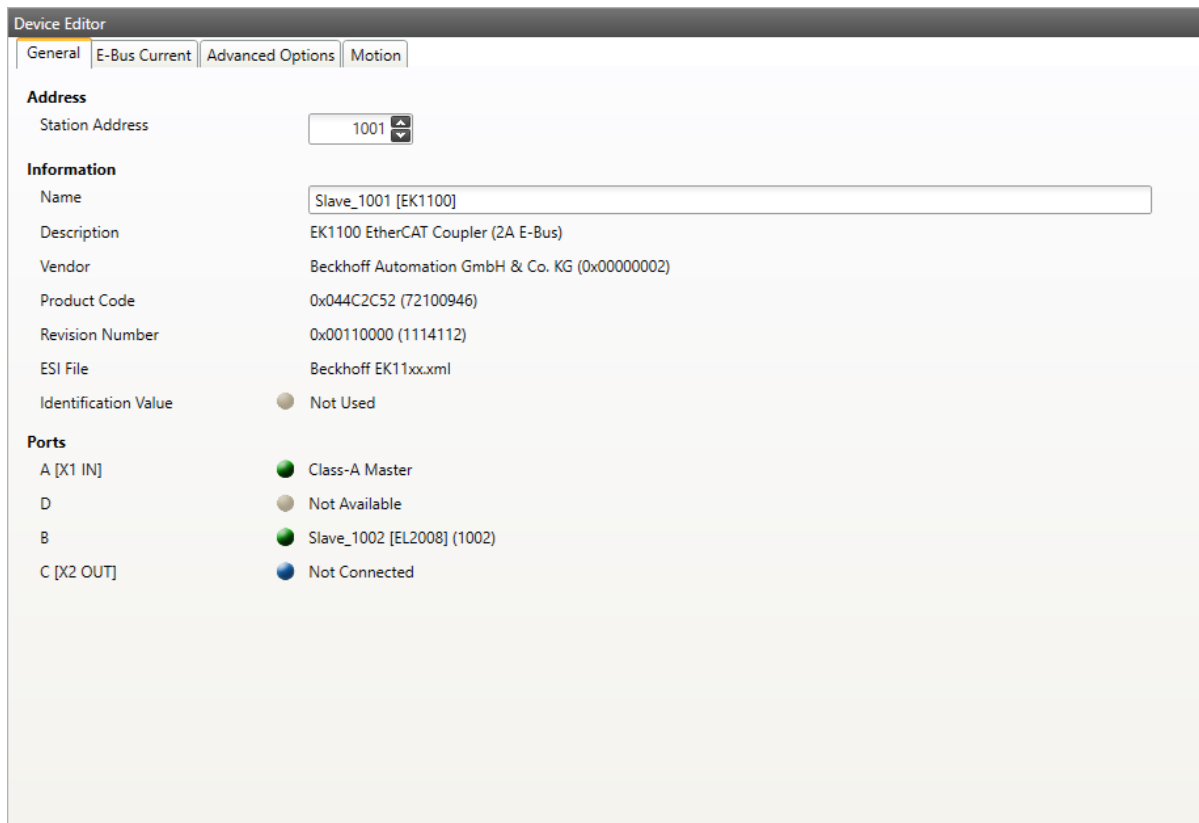 Device Editor
General E-Bus Current Advanced Options Motion
Address
Station Address 1001
Information
Name Slave_1001 [EK1100]
Description EK1100 EtherCAT Coupler (2A E-Bus)
Vendor Beckhoff Automation GmbH & Co. KG (0x00000002)
Product Code 0x044C2C52 (72100946)
Revision Number 0x00110000 (1114112)
ESI File Beckhoff EK11xx.xml
Identification Value Not Used
Ports
A [X1 IN] Class-A Master
D Not Available
B Slave_1002 [EL2008] (1002)
C [X2 OUT] Not Connected